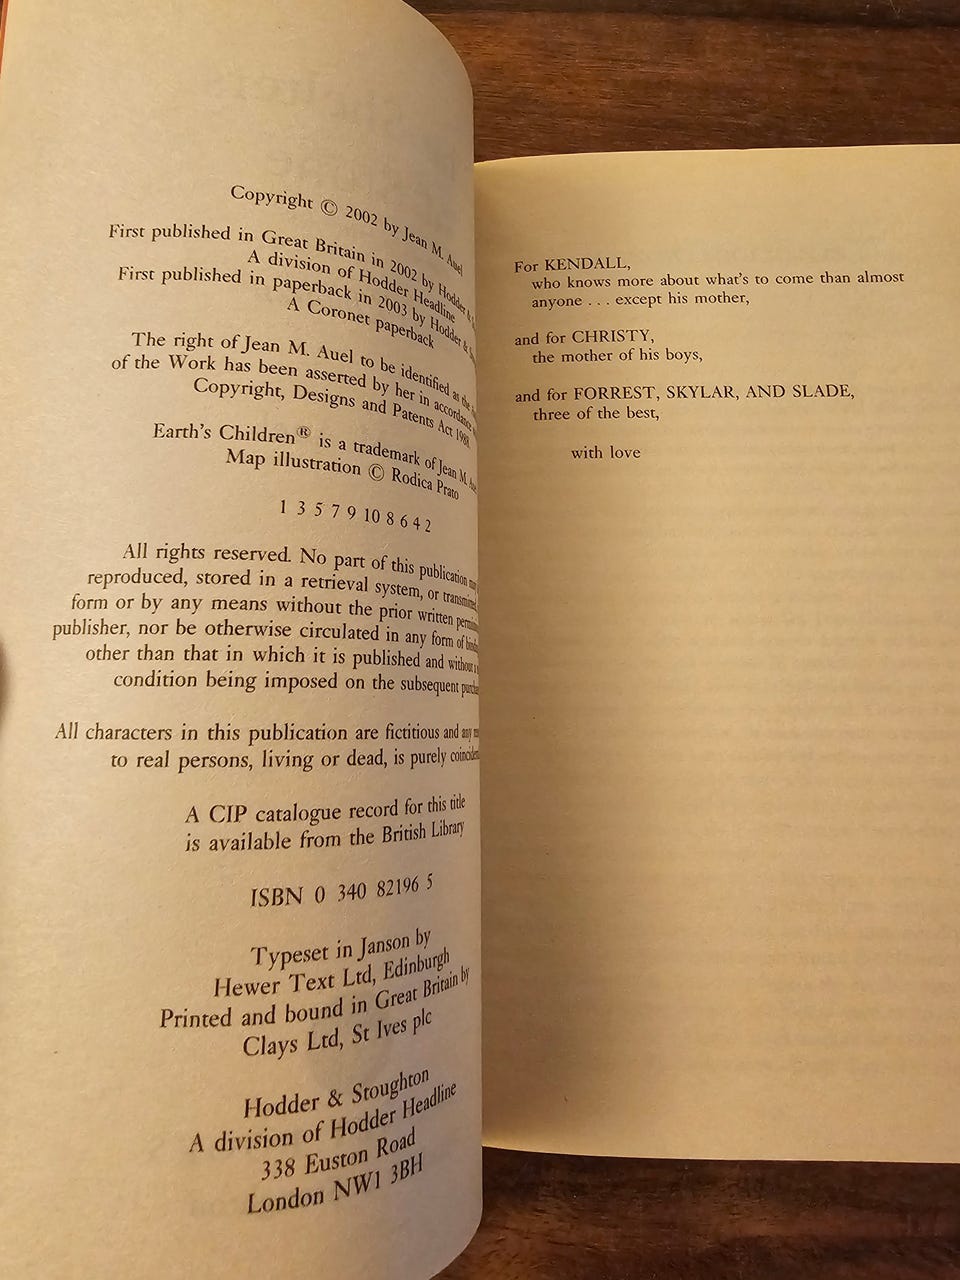 Copyright © 2002 by Jean M. Auel
First published in Great Britain in 2002 by Hodder &
A division of Hodder Headline
First published in paperback in 2003 by Hodder &
A Coronet paperback
The right of Jean M. Auel to be identified as the
of the Work has been asserted by her in accordance
Copyright, Designs and Patents Act 1988.
Earth's Children® is a trademark of Jean M.
Map illustration © Rodica Prato
1 3 5 7 9 10 8 6 4 2
All rights reserved. No part of this publication may
reproduced, stored in a retrieval system, or transmitted,
form or by any means without the prior written
publisher, nor be otherwise circulated in any form of
other than that in which it is published and without a
condition being imposed on the subsequent
All characters in this publication are fictitious and any
to real persons, living or dead, is purely
A CIP catalogue record for this title
is available from the British Library
ISBN 0 340 82196 5
Typeset in Janson by
Hewer Text Ltd, Edinburgh
Printed and bound in Great Britain by
Clays Ltd, St Ives plc
Hodder & Stoughton
A division of Hodder Headline
338 Euston Road
London NW1 3BH
For KENDALL,
who knows more about what's to come than almost
anyone . . . except his mother,
and for CHRISTY,
the mother of his boys,
and for FORREST, SKYLAR, AND SLADE,
three of the best,
with love